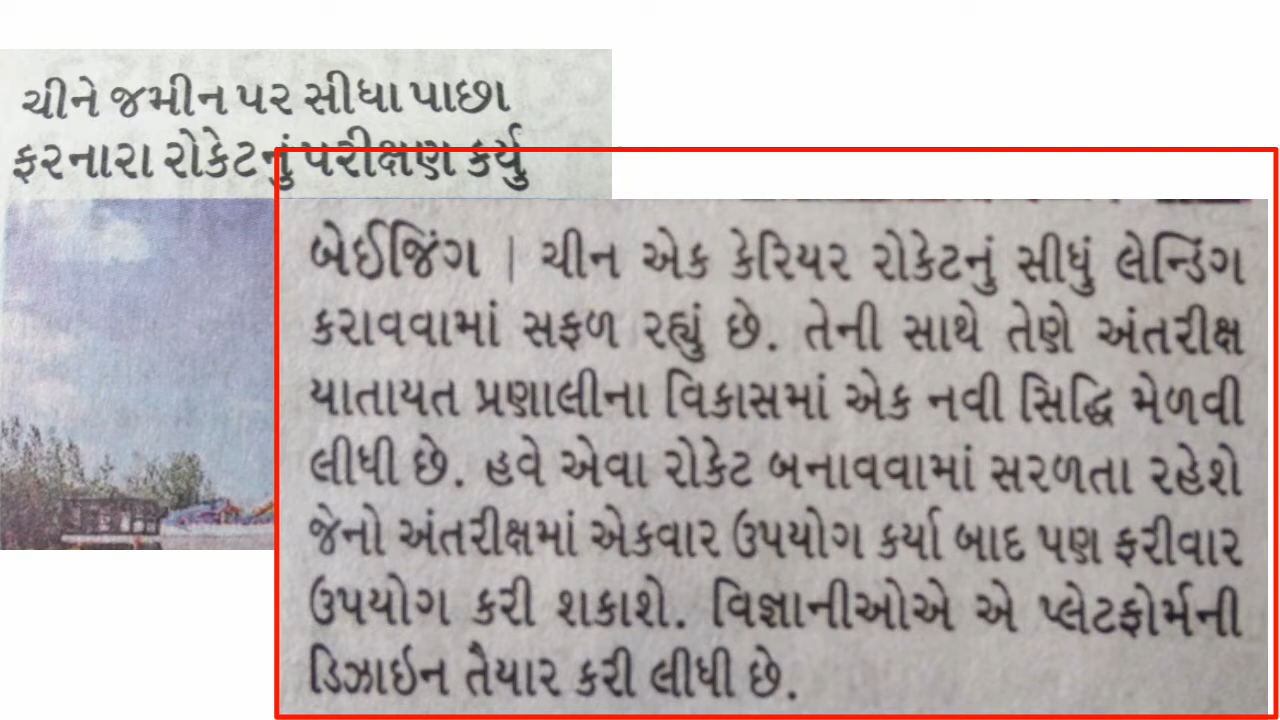 ચીને જમીન પર સીધા પાછા
ફરનારા રોકેટનું પરીક્ષણ કર્યુ
બેઈજિંગ | ચીન એક કેરિયર રોકેટનું સીધું લેન્ડિંગ
કરાવવામાં સફળ રહ્યું છે. તેની સાથે તેણે અંતરીક્ષ
યાતાયત પ્રણાલીના વિકાસમાં એક નવી સિદ્ધિ મેળવી
લીધી છે. હવે એવા રોકેટ બનાવવામાં સરળતા રહેશે
જેનો અંતરીક્ષમાં એકવાર ઉપયોગ કર્યા બાદ પણ ફરીવાર
ઉપયોગ કરી શકાશે. વિજ્ઞાનીઓએ એ પ્લેટફોર્મની
ડિઝાઇન તૈયાર કરી લીધી છે.